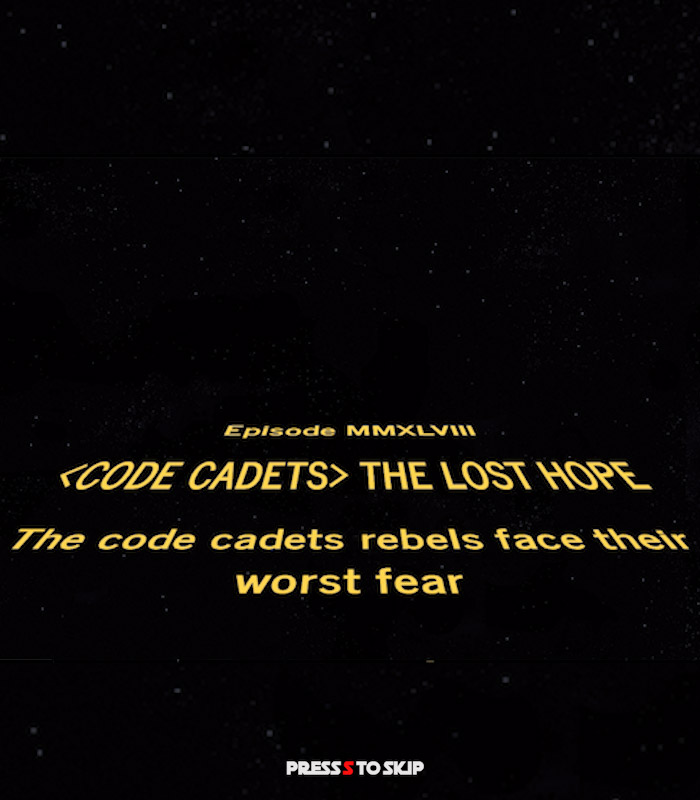 Episode MMXLVIII
<CODE CADETS> THE LOST HOPE
The code cadets rebels face their
worst fear
PRESS S TO SKIP